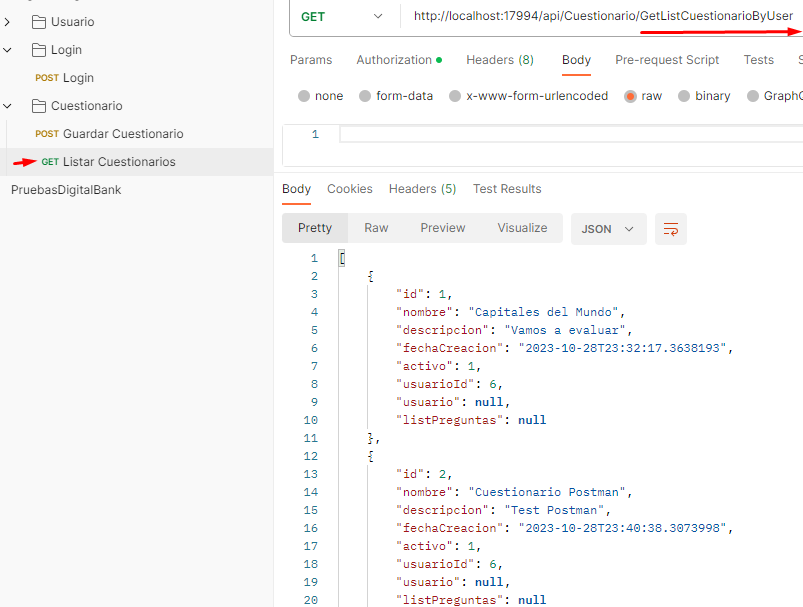 Usuario
Login
POST Login
Cuestionario
POST Guardar Cuestionario
GET Listar Cuestionarios
PruebasDigitalBank
GET http://localhost:17994/api/Cuestionario/GetListCuestionarioByUser
Params Authorization Headers (8) Body Pre-request Script Tests S
none form-data x-www-form-urlencoded raw binary GraphQ
1
Body Cookies Headers (5) Test Results
Pretty Raw Preview Visualize JSON
1 [
2 {
3 "id": 1,
4 "nombre": "Capitales del Mundo",
5 "descripcion": "Vamos a evaluar",
6 "fechaCreacion": "2023-10-28T23:32:17.3638193",
7 "activo": 1,
8 "usuarioId": 6,
9 "usuario": null,
10 "listPreguntas": null
11 },
12 {
13 "id": 2,
14 "nombre": "Cuestionario Postman",
15 "descripcion": "Test Postman",
16 "fechaCreacion": "2023-10-28T23:40:38.3073998",
17 "activo": 1,
18 "usuarioId": 6,
19 "usuario": null,
20 "listPreguntas": null